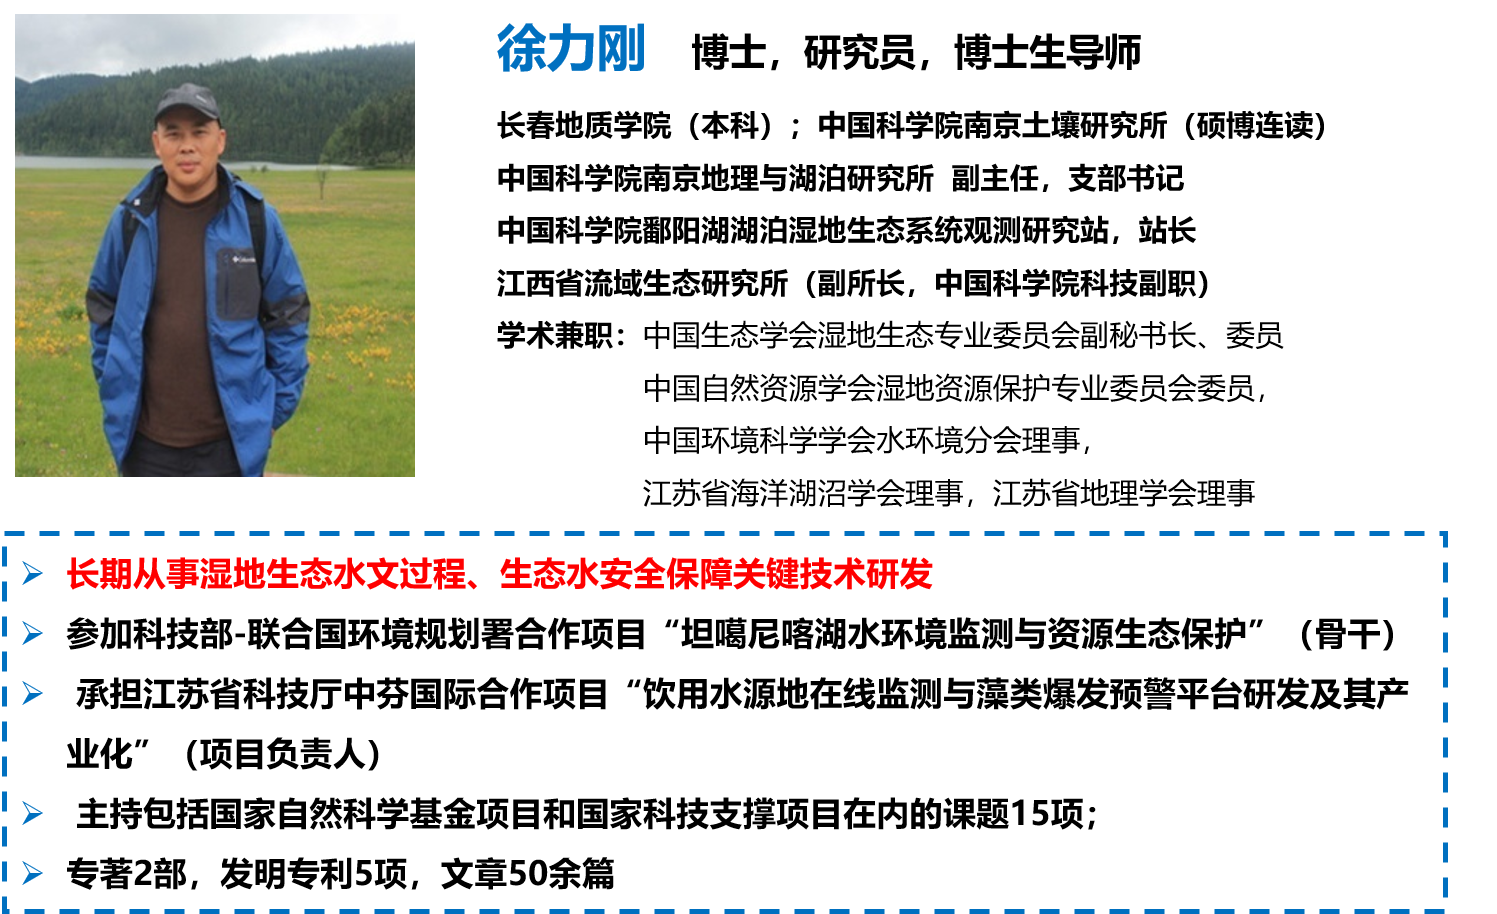 徐力刚 博士，研究员，博士生导师
长春地质学院（本科）；中国科学院南京土壤研究所（硕博连读）
中国科学院南京地理与湖泊研究所 副主任，支部书记
中国科学院鄱阳湖湖泊湿地生态系统观测研究站，站长
江西省流域生态研究所（副所长，中国科学院科技副职）
学术兼职：中国生态学会湿地生态专业委员会副秘书长、委员
中国自然资源学会湿地资源保护专业委员会委员，
中国环境科学学会水环境分会理事，
江苏省海洋湖沼学会理事，江苏省地理学会理事
Columbia
➢ 长期从事湿地生态水文过程、生态水安全保障关键技术研发
➢ 参加科技部-联合国环境规划署合作项目“坦噶尼喀湖水环境监测与资源生态保护”（骨干）
➢ 承担江苏省科技厅中芬国际合作项目“饮用水源地在线监测与藻类爆发预警平台研发及其产
业化”（项目负责人）
➢ 主持包括国家自然科学基金项目和国家科技支撑项目在内的课题15项；
➢ 专著2部，发明专利5项，文章50余篇